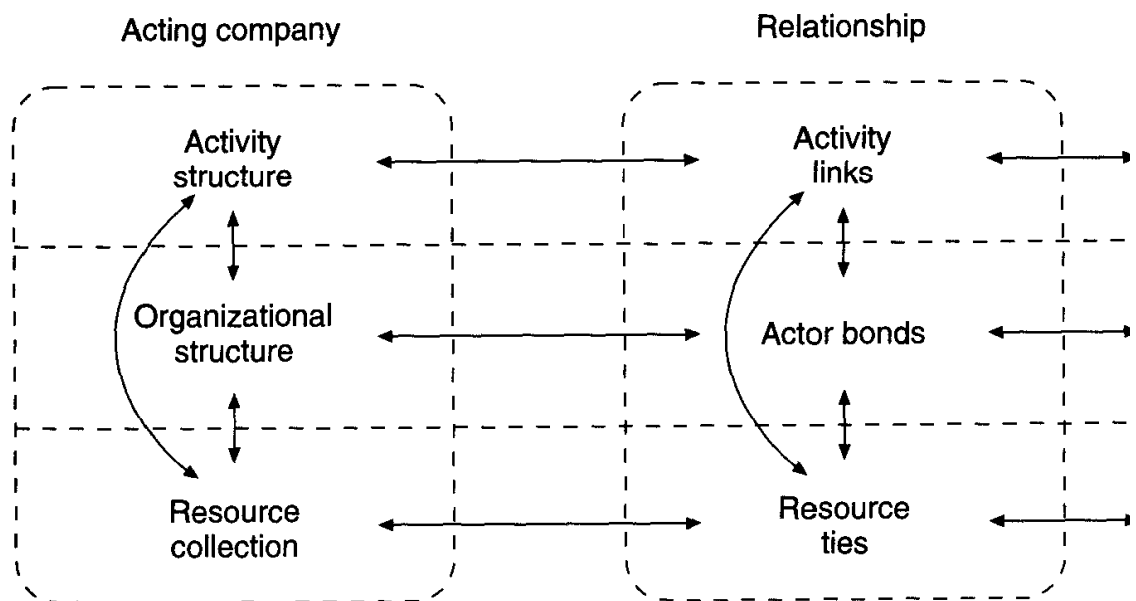 Acting company
Relationship
Activity
structure
Activity
links
Organizational
structure
Actor bonds
Resource
collection
Resource
ties